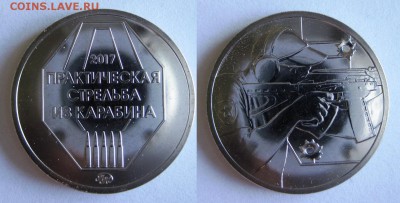 COINS.LAVE.RU
2017
ПРАКТИЧЕСКАЯ
СТРЕЛЬБА
ИЗ КАРАБИНА